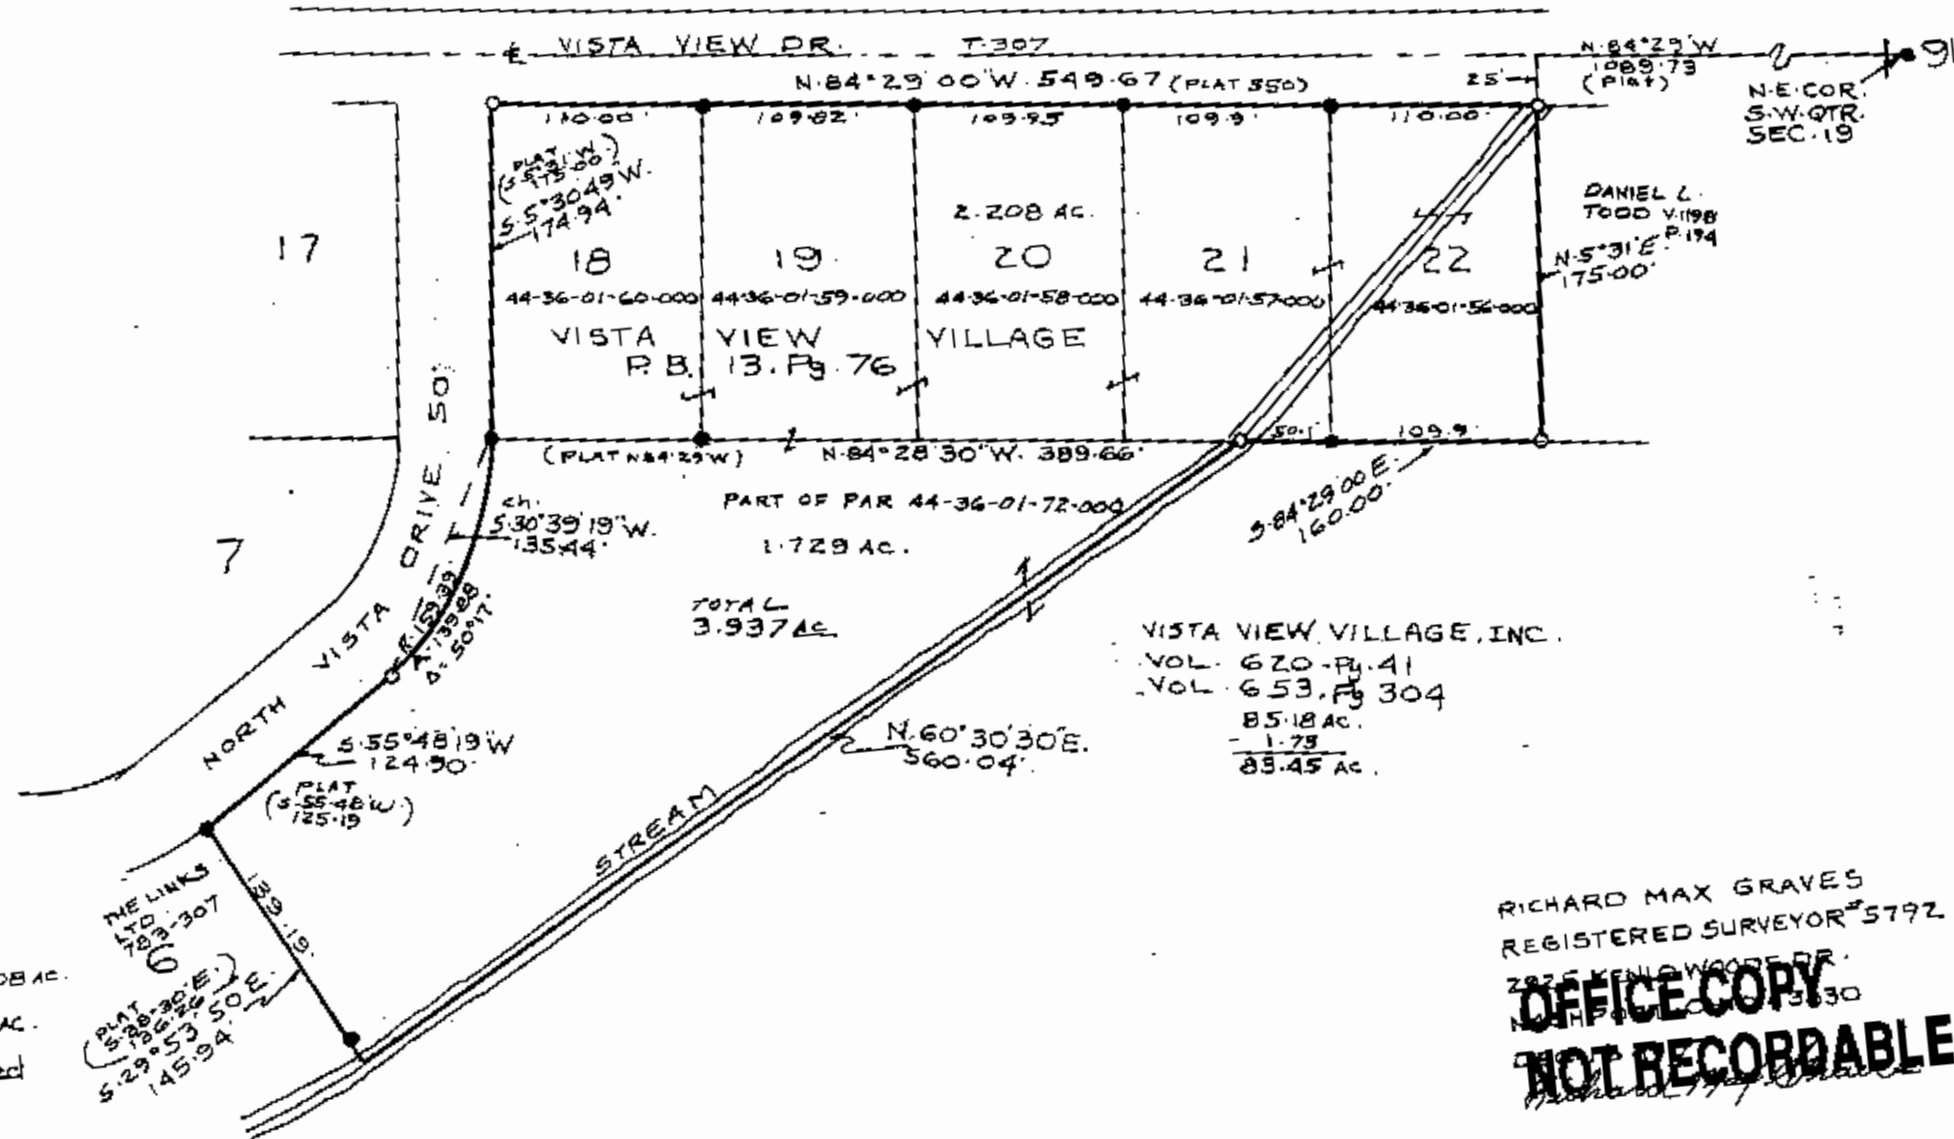 ℄ VISTA VIEW DR. T-307
N-84°29'00"W. 549.67 (PLAT 550)
25'
N-84°29'W
1089.73
(Plat)
N.E. COR.
S.W. QTR.
SEC. 19
110.00'
109.82'
109.95
109.9'
110.00'
S-5°30'49"W.
174.94'
17
2.208 AC.
18
19
20
21
22
44-36-01-60-000
44-36-01-59-000
44-36-01-58-000
44-36-01-57-000
44-36-01-56-000
VISTA VIEW VILLAGE
P.B. 13. Pg. 76
DANIEL L.
TODD V.1198
P.194
N-5°31'E.
175.00'
(PLAT N84°29'W)
N-84°28'30"W. 389.66'
50.1'
109.9'
S-84°29'00"E.
160.00'
PART OF PAR 44-36-01-72-000
1.729 AC.
TOTAL
3.937 AC.
7
ch.
S-30°39'19"W.
135.44'
R-159.39'
A-139.88
Δ=50°17'
NORTH VISTA DRIVE 50'
S-55°48'19"W
124.90'
PLAT
(S-55-48'W.)
125.19
VISTA VIEW VILLAGE, INC.
VOL. 620-Pg. 41
VOL. 653. Pg 304
85.18 AC.
- 1.73
83.45 AC.
N.60°30'30"E.
560.04'
STREAM
THE LINKS
LTD.
783-307
6
139.19'
S.29°53'50"E.
145.94'
AC.
RICHARD MAX GRAVES
REGISTERED SURVEYOR #5792
OFFICE COPY
NOT RECORDABLE